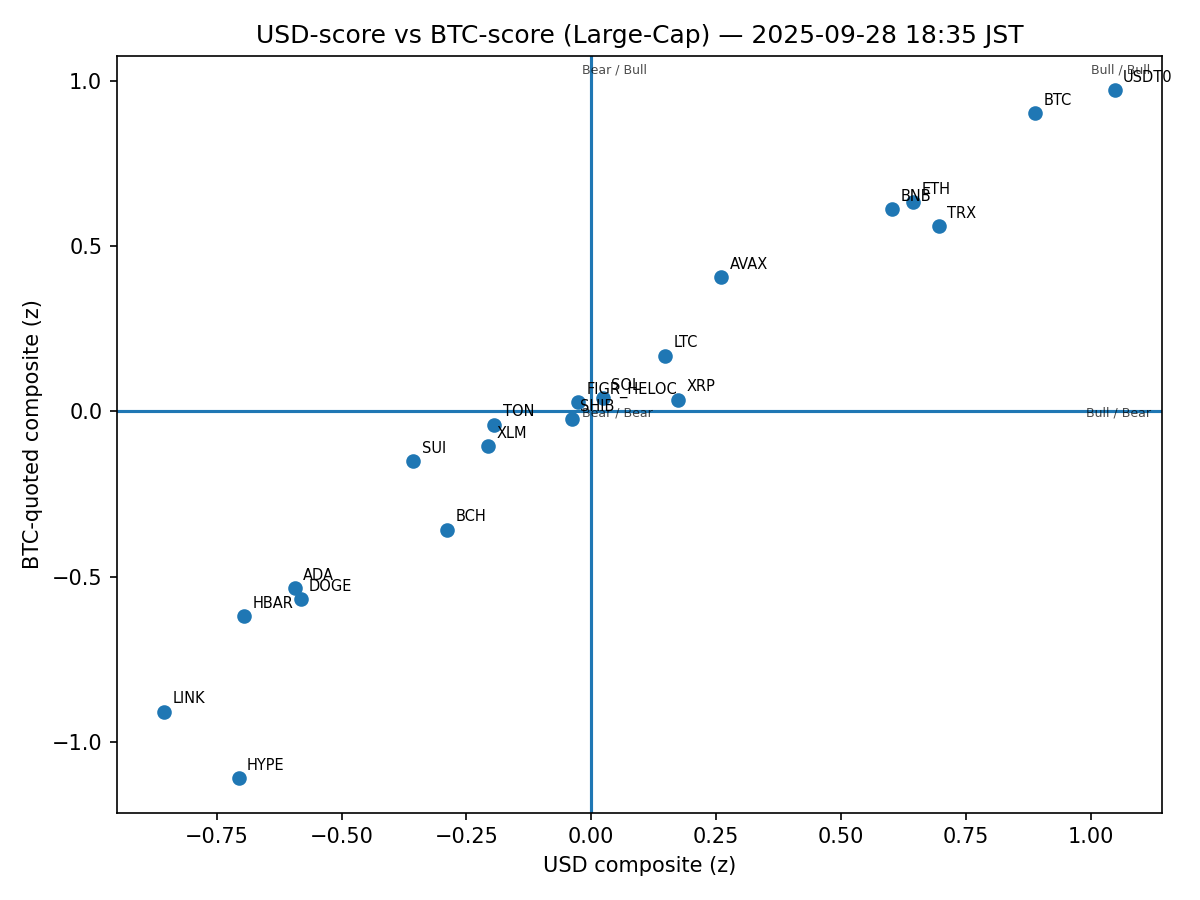 USD-score vs BTC-score (Large-Cap) — 2025-09-28 18:35 JST
Bear / Bull
Bull / Bull
USDT0
BTC
ETH
BNB
TRX
AVAX
LTC
SOL
FIGR_HELOC
XRP
SHIB
Bear / Bear
Bull / Bear
TON
XLM
SUI
BCH
ADA
DOGE
HBAR
LINK
HYPE
1.0
0.5
0.0
−0.5
−1.0
BTC-quoted composite (z)
−0.75
−0.50
−0.25
0.00
0.25
0.50
0.75
1.00
USD composite (z)